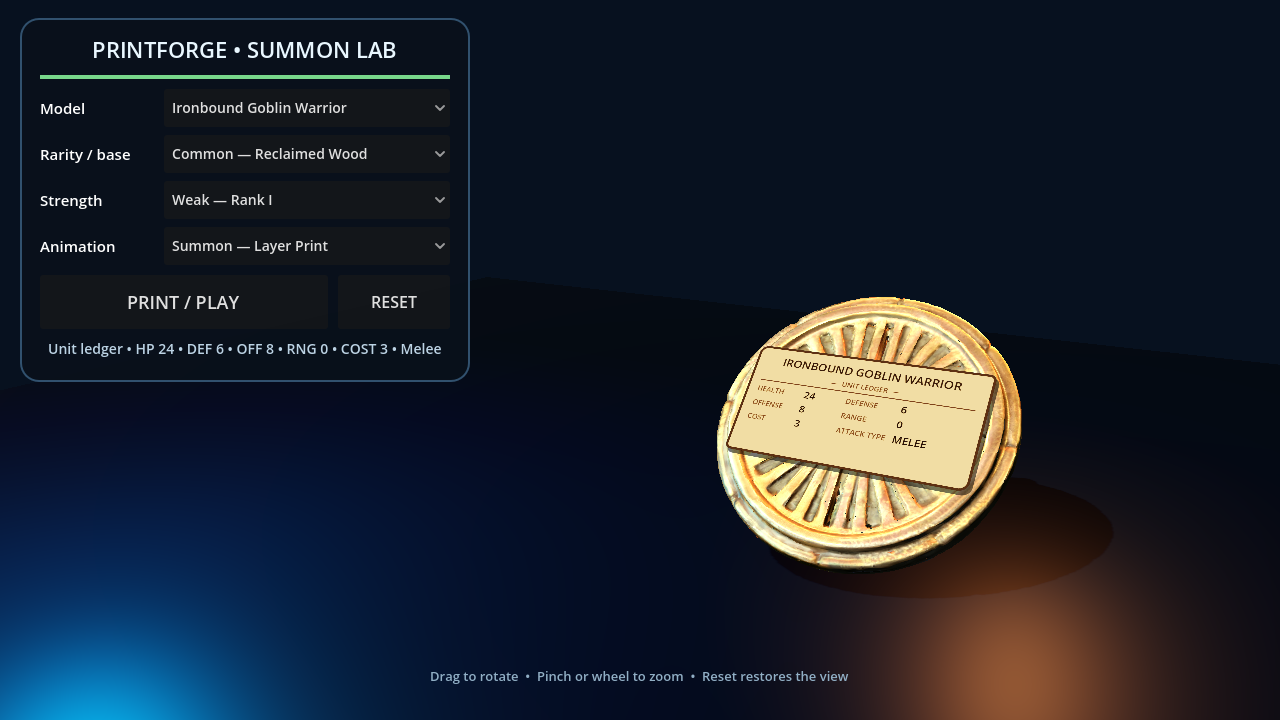 PRINTFORGE • SUMMON LAB
Model
Ironbound Goblin Warrior
Rarity / base
Common — Reclaimed Wood
Strength
Weak — Rank I
Animation
Summon — Layer Print
PRINT / PLAY
RESET
Unit ledger • HP 24 • DEF 6 • OFF 8 • RNG 0 • COST 3 • Melee
IRONBOUND GOBLIN WARRIOR
– UNIT LEDGER –
HEALTH 24 DEFENSE 6
OFFENSE 8 RANGE 0
COST 3 ATTACK TYPE MELEE
Drag to rotate • Pinch or wheel to zoom • Reset restores the view